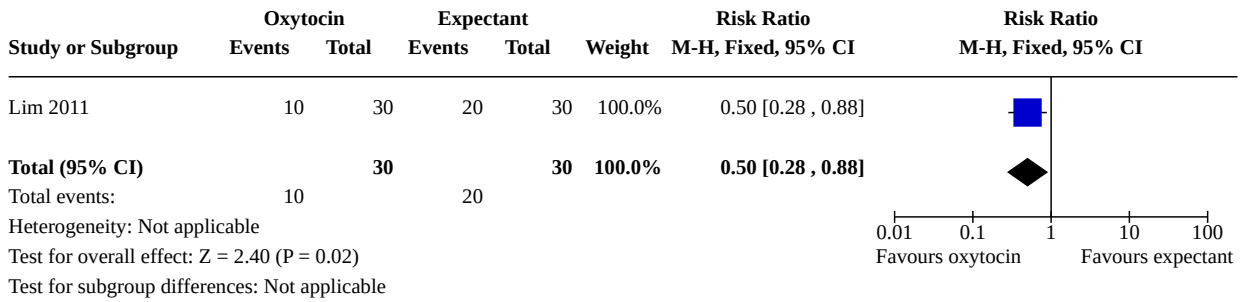 Oxytocin Expectant Risk Ratio Risk Ratio
Study or Subgroup Events Total Events Total Weight M-H, Fixed, 95% CI M-H, Fixed, 95% CI
Lim 2011 10 30 20 30 100.0% 0.50 [0.28 , 0.88]
Total (95% CI) 30 30 100.0% 0.50 [0.28 , 0.88]
Total events: 10 20
Heterogeneity: Not applicable
0.01 0.1 1 10 100
Test for overall effect: Z = 2.40 (P = 0.02)
Favours oxytocin Favours expectant
Test for subgroup differences: Not applicable